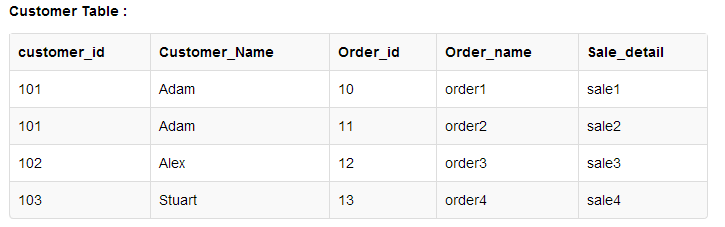 Customer Table :
customer_id Customer_Name Order_id Order_name Sale_detail
101 Adam 10 order1 sale1
101 Adam 11 order2 sale2
102 Alex 12 order3 sale3
103 Stuart 13 order4 sale4